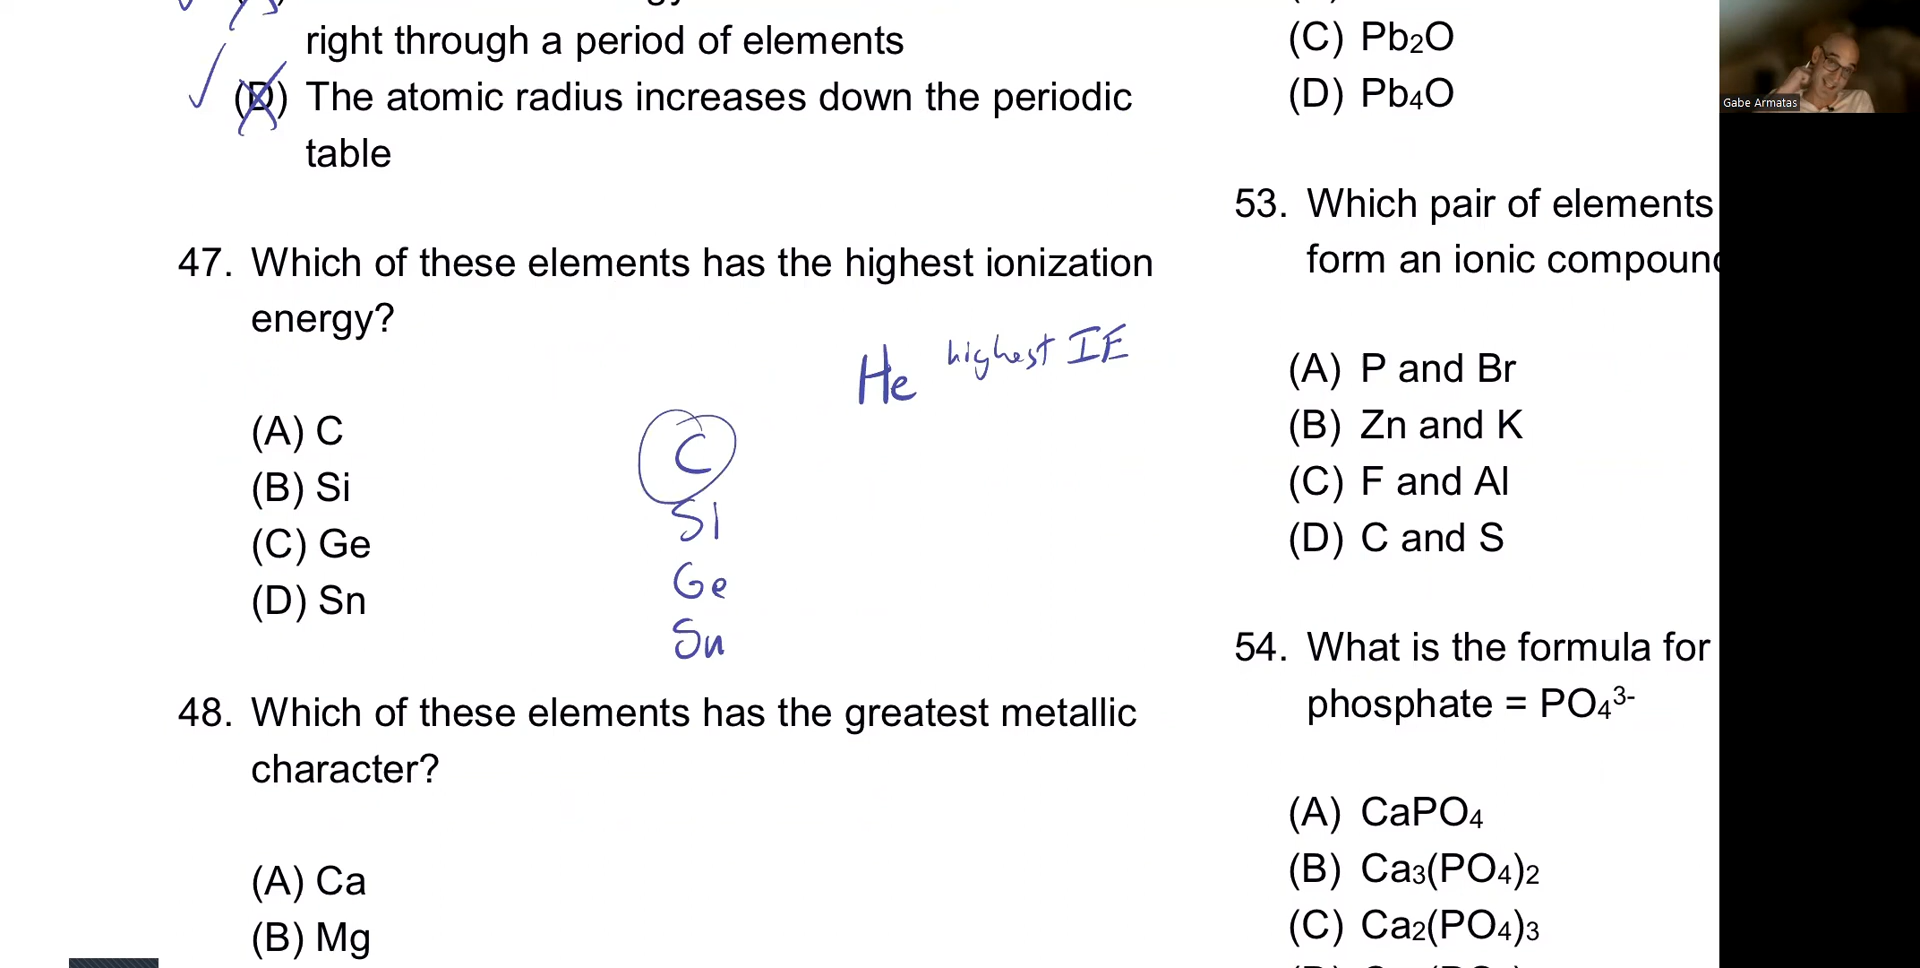 right through a period of elements
(D) The atomic radius increases down the periodic
table
47. Which of these elements has the highest ionization
energy?
He highest IE
(A) C
(B) Si
(C) Ge
(D) Sn
C
Si
Ge
Sn
48. Which of these elements has the greatest metallic
character?
(A) Ca
(B) Mg
(C) Pb₂O
(D) Pb₄O
53. Which pair of elements
form an ionic compound
(A) P and Br
(B) Zn and K
(C) F and Al
(D) C and S
54. What is the formula for
phosphate = PO₄³⁻
(A) CaPO₄
(B) Ca₃(PO₄)₂
(C) Ca₂(PO₄)₃
Gabe Armatas